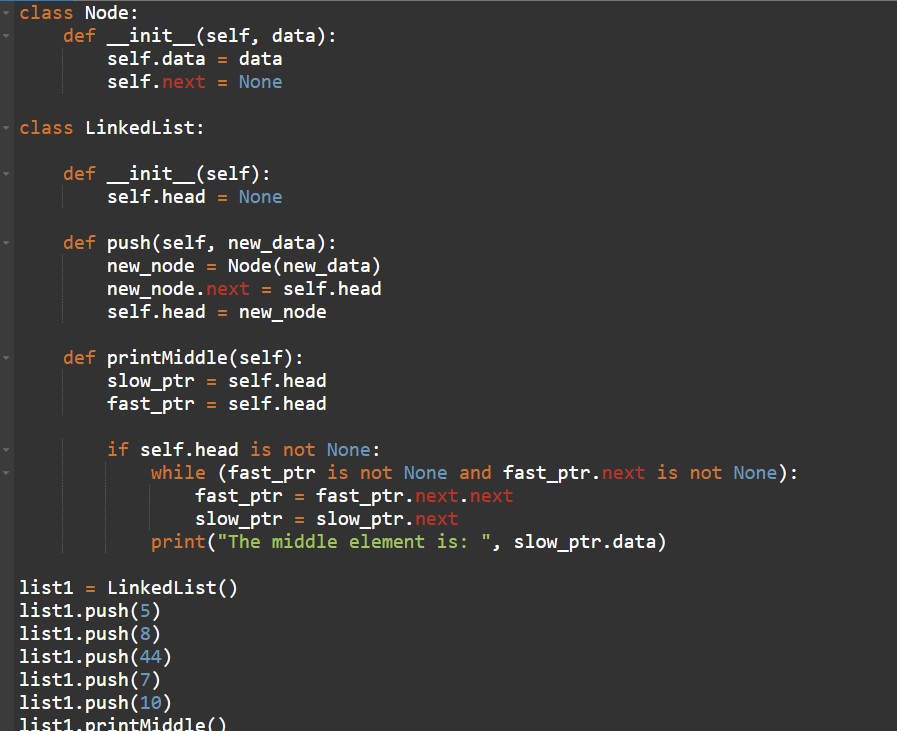 class Node:
    def __init__(self, data):
        self.data = data
        self.next = None
class LinkedList:
    def __init__(self):
        self.head = None
    def push(self, new_data):
        new_node = Node(new_data)
        new_node.next = self.head
        self.head = new_node
    def printMiddle(self):
        slow_ptr = self.head
        fast_ptr = self.head
        if self.head is not None:
            while (fast_ptr is not None and fast_ptr.next is not None):
                fast_ptr = fast_ptr.next.next
                slow_ptr = slow_ptr.next
            print("The middle element is: ", slow_ptr.data)
list1 = LinkedList()
list1.push(5)
list1.push(8)
list1.push(44)
list1.push(7)
list1.push(10)
list1.printMiddle()